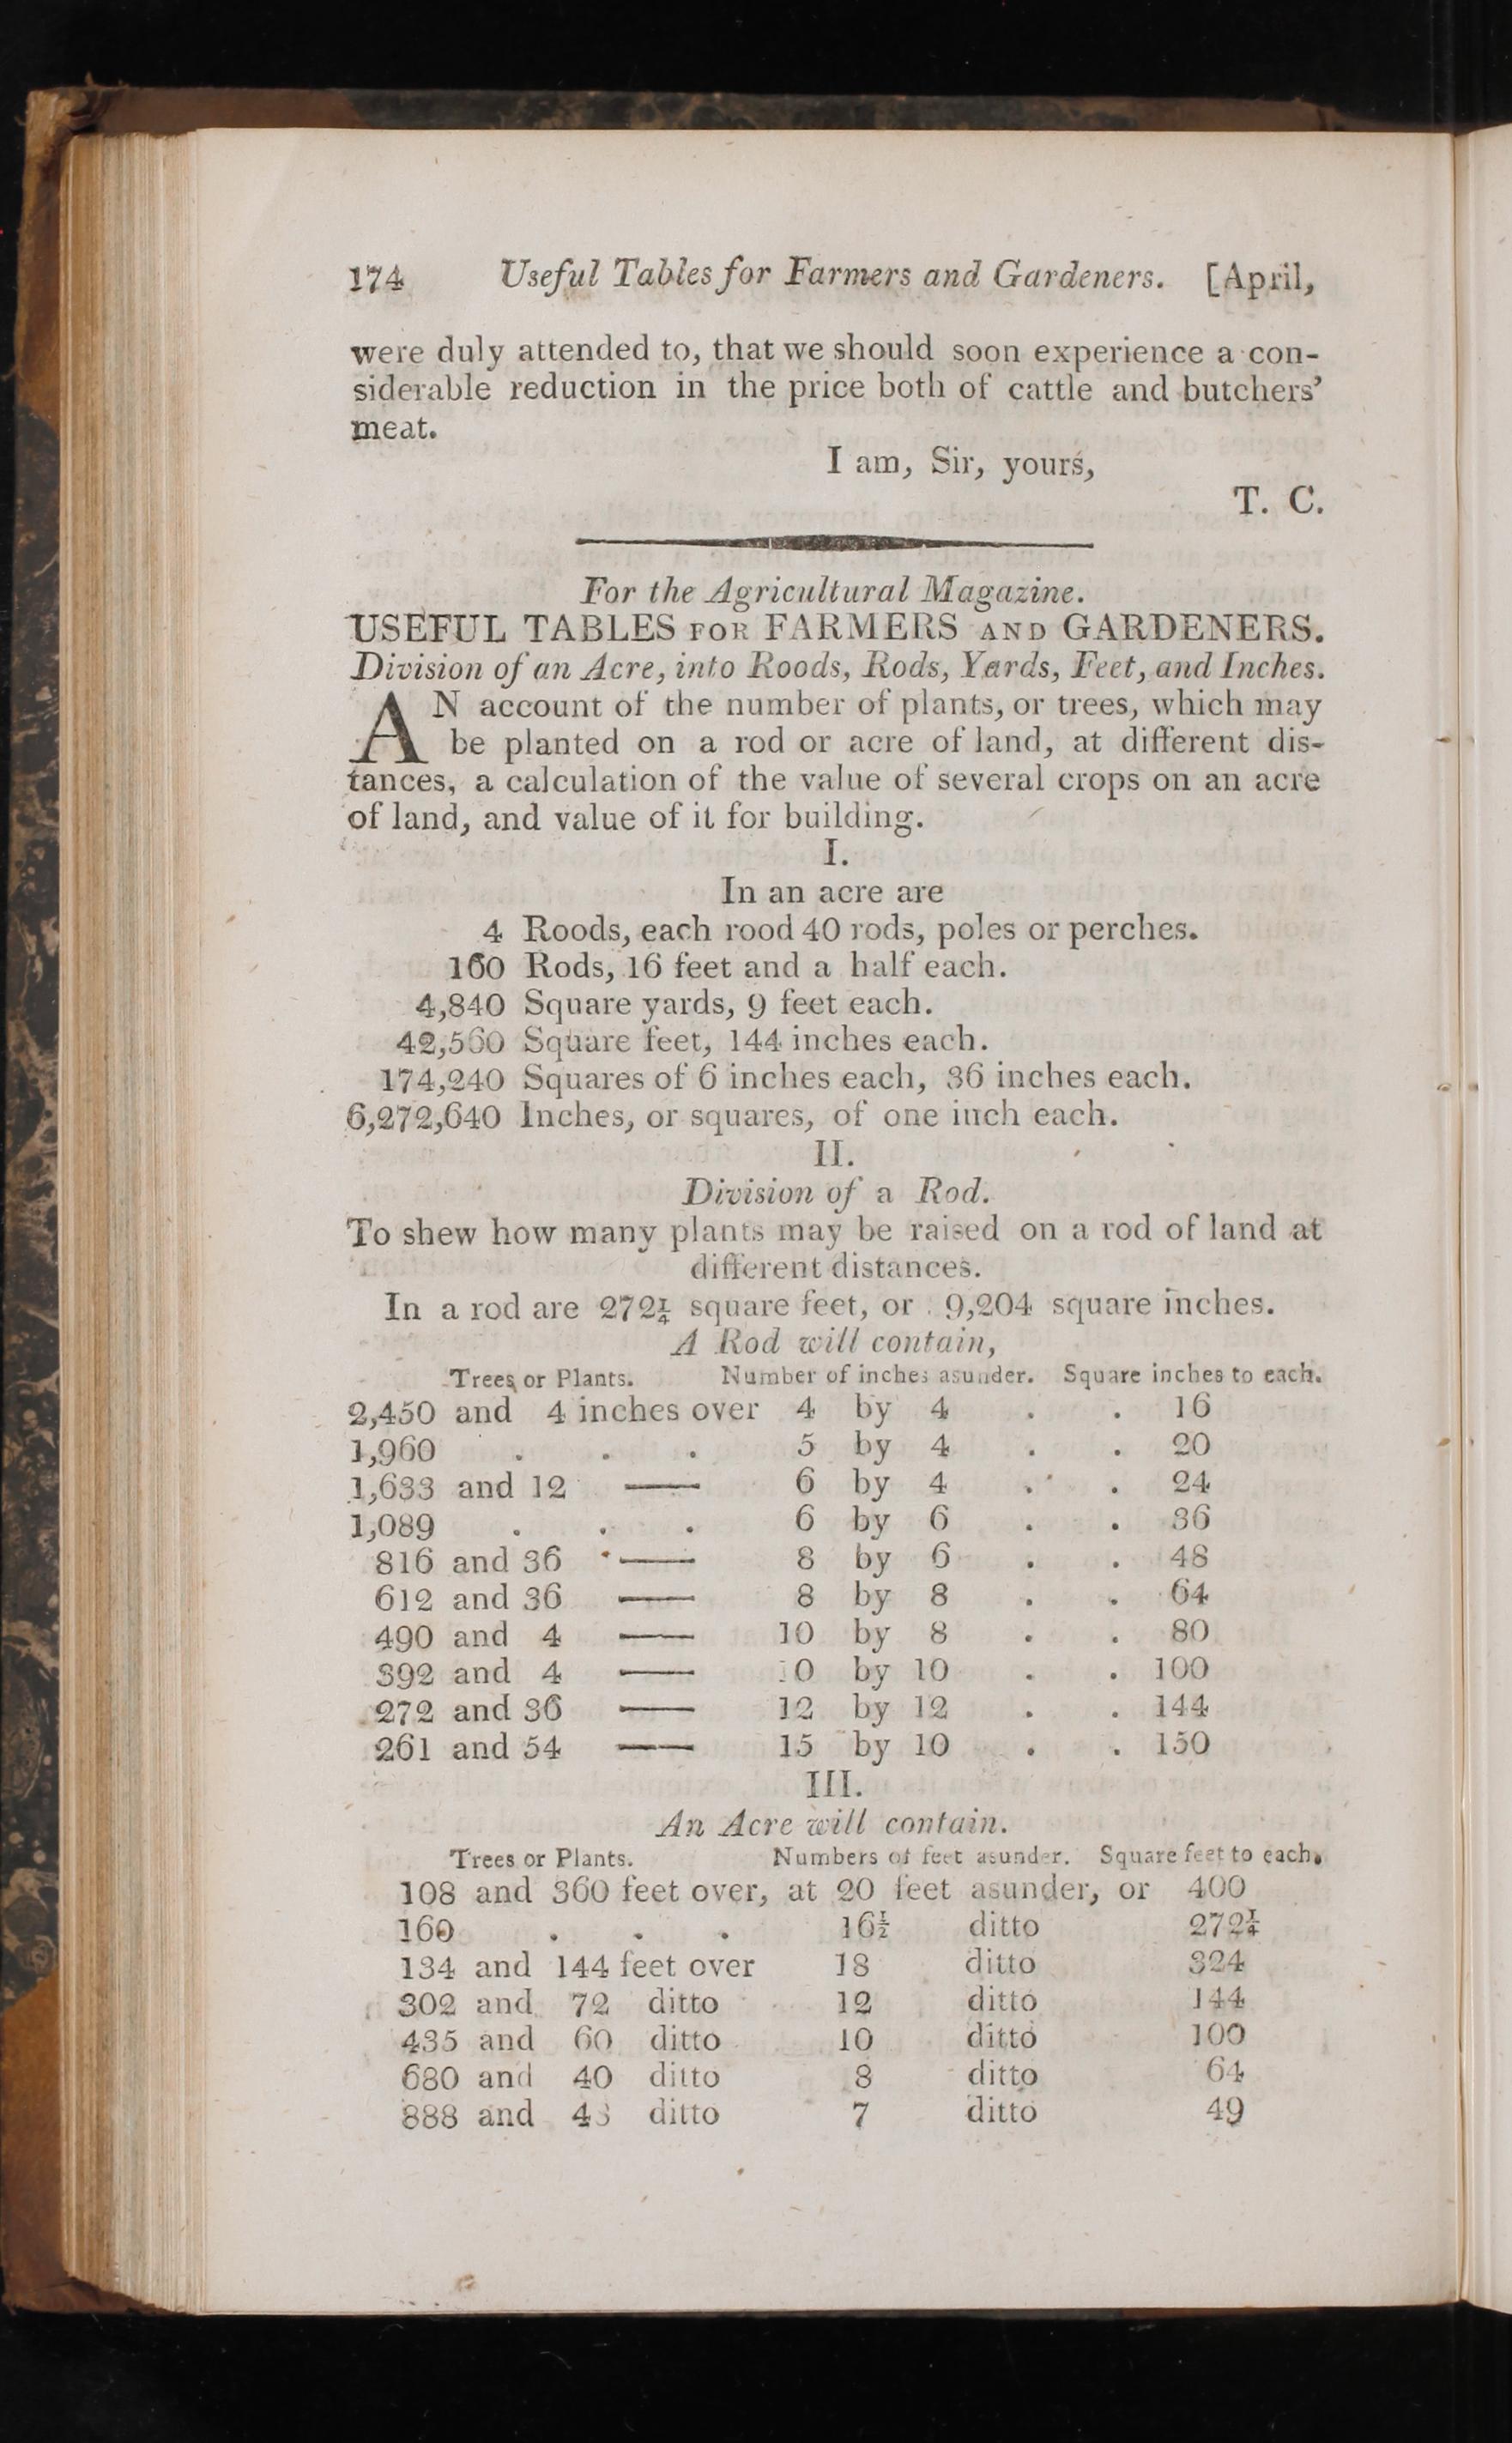 174 Useful Tables for Farmers and Gardeners. [April,
were duly attended to, that we should soon experience a con-
siderable reduction in the price both of cattle and butchers’
meat.
I am, Sir, yours,
T. C.
For the Agricultural Magazine.
USEFUL TABLES FOR FARMERS AND GARDENERS.
Division of an Acre, into Roods, Rods, Yards, Feet, and Inches.
AN account of the number of plants, or trees, which may
be planted on a rod or acre of land, at different dis-
tances, a calculation of the value of several crops on an acre
of land, and value of it for building.
I.
In an acre are
4 Roods, each rood 40 rods, poles or perches.
160 Rods, 16 feet and a half each.
4,840 Square yards, 9 feet each.
42,560 Square feet, 144 inches each.
174,240 Squares of 6 inches each, 36 inches each.
6,272,640 Inches, or squares, of one inch each.
II.
Division of a Rod.
To shew how many plants may be raised on a rod of land at
different distances.
In a rod are 272¼ square feet, or 9,204 square inches.
A Rod will contain,
Trees or Plants. Number of inches asunder. Square inches to each.
2,450 and 4 inches over 4 by 4 . . 16
1,960 . . . 5 by 4 . . 20
1,633 and 12 —— 6 by 4 . . 24
1,089 . . . 6 by 6 . . 36
816 and 36 —— 8 by 6 . . 48
612 and 36 —— 8 by 8 . . 64
490 and 4 —— 10 by 8 . . 80
392 and 4 —— 10 by 10 . . 100
272 and 36 —— 12 by 12 . . 144
261 and 54 —— 15 by 10 . . 150
III.
An Acre will contain.
Trees or Plants. Numbers of feet asunder. Square feet to each.
108 and 360 feet over, at 20 feet asunder, or 400
160 . . . 16½ ditto 272¼
134 and 144 feet over 18 ditto 324
302 and 72 ditto 12 ditto 144
435 and 60 ditto 10 ditto 100
680 and 40 ditto 8 ditto 64
888 and 48 ditto 7 ditto 49